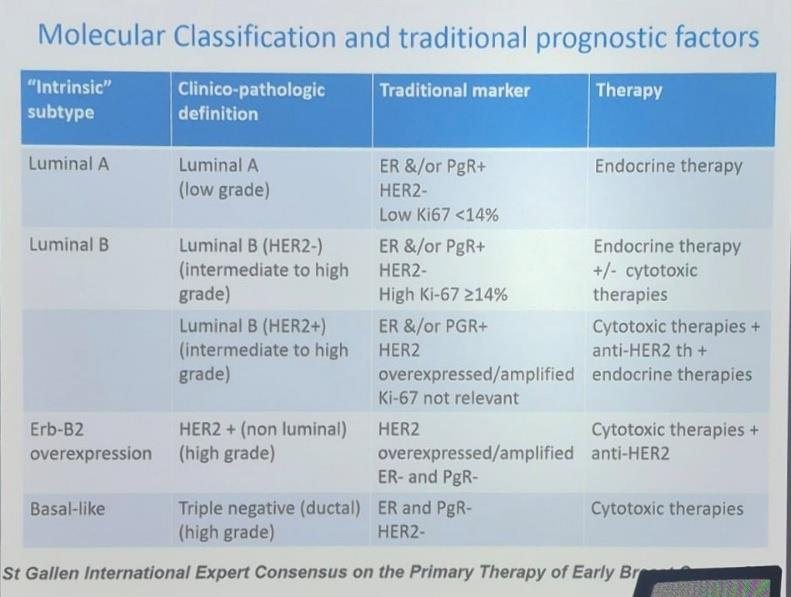 Molecular Classification and traditional prognostic factors
"Intrinsic" subtype
Clinico-pathologic definition
Traditional marker
Therapy
Luminal A
Luminal A
(low grade)
ER &/or PgR+
HER2-
Low Ki67 <14%
Endocrine therapy
Luminal B
Luminal B (HER2-)
(intermediate to high
grade)
ER &/or PgR+
HER2-
High Ki-67 ≥14%
Endocrine therapy
+/- cytotoxic
therapies
Luminal B (HER2+)
(intermediate to high
grade)
ER &/or PGR+
HER2
overexpressed/amplified
Ki-67 not relevant
Cytotoxic therapies +
anti-HER2 th +
endocrine therapies
Erb-B2
overexpression
HER2 + (non luminal)
(high grade)
HER2
overexpressed/amplified
ER- and PgR-
Cytotoxic therapies +
anti-HER2
Basal-like
Triple negative (ductal)
(high grade)
ER and PgR-
HER2-
Cytotoxic therapies
St Gallen International Expert Consensus on the Primary Therapy of Early